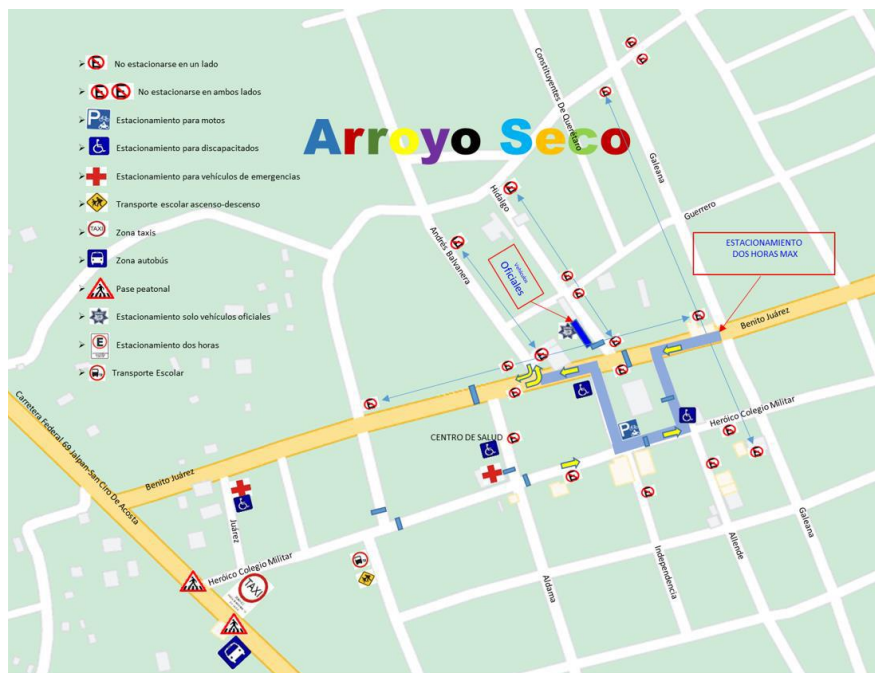 No estacionarse en un lado
No estacionarse en ambos lados
Estacionamiento para motos
Estacionamiento para discapacitados
Estacionamiento para vehículos de emergencias
Transporte escolar ascenso-descenso
TAXI
Zona taxis
Zona autobús
Pase peatonal
Estacionamiento solo vehículos oficiales
E
Estacionamiento dos horas
Transporte Escolar
Arroyo Seco
Constituyentes De Querétaro
Galeana
Guerrero
Hidalgo
Andrés Balvanera
Vehículos
Oficiales
ESTACIONAMIENTO
DOS HORAS MAX
Benito Juárez
Heróico Colegio Militar
CENTRO DE SALUD
Carretera Federal 69 Jalpan-San Ciro De Acosta
Benito Juárez
Juárez
Heróico Colegio Militar
TAXI
Aldama
Independencia
Allende
Galeana